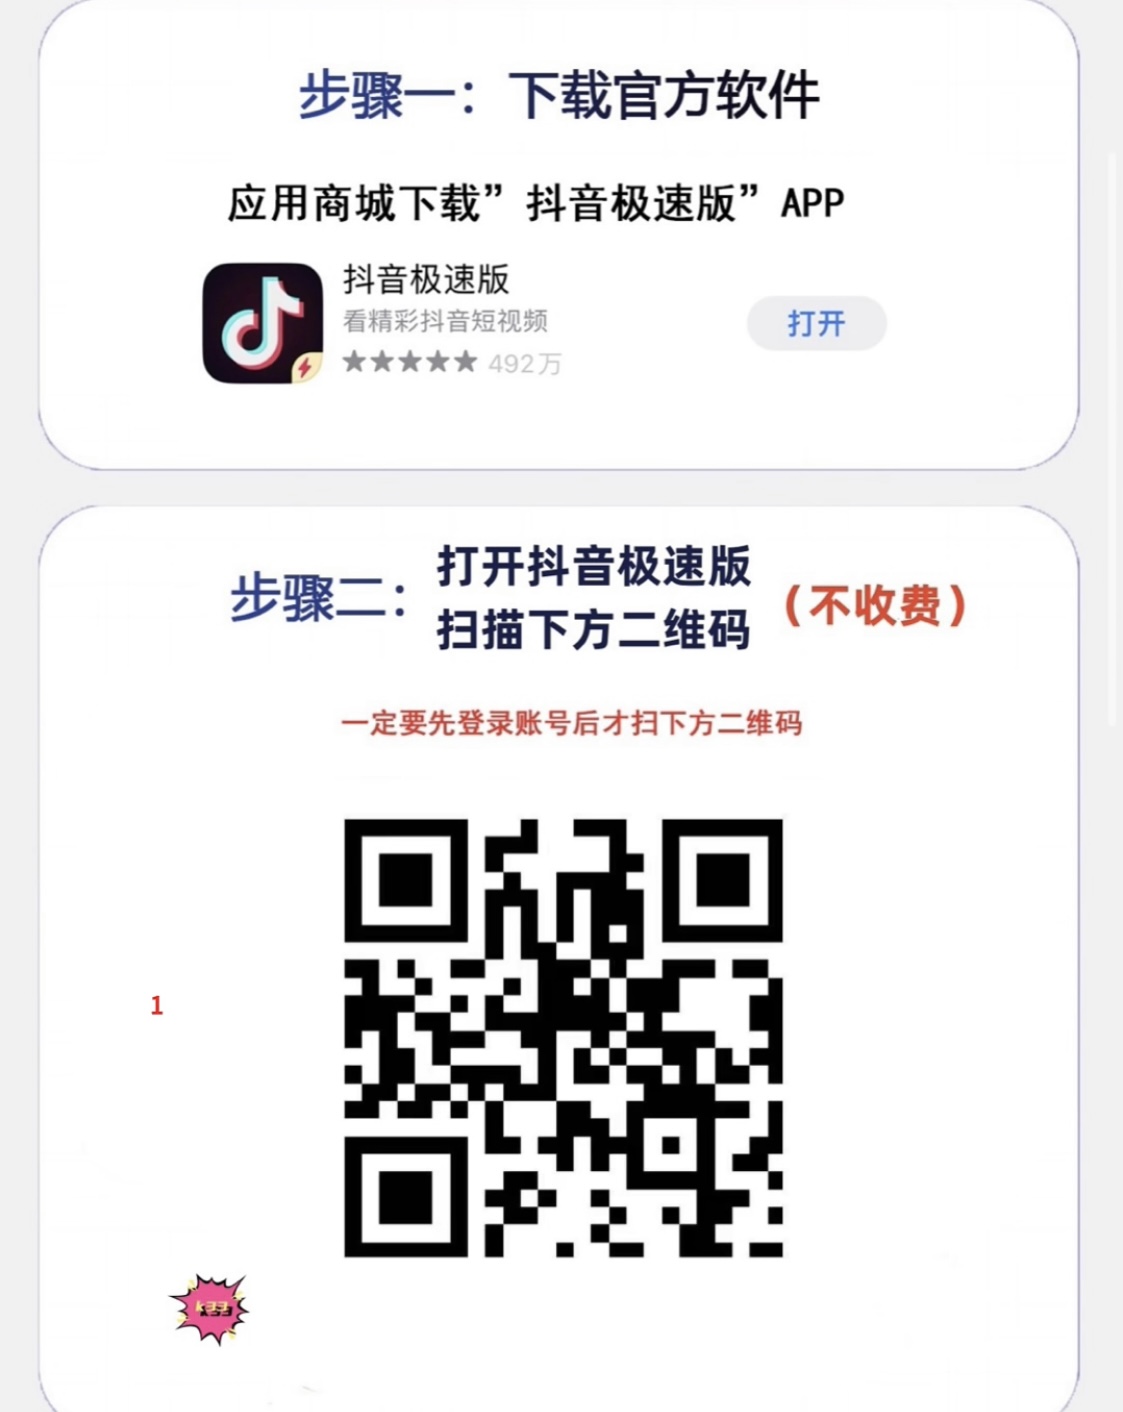 步骤一：下载官方软件
应用商城下载”抖音极速版”APP
抖音极速版
看精彩抖音短视频
492万
打开
步骤二：
打开抖音极速版
扫描下方二维码
（不收费）
一定要先登录账号后才扫下方二维码
1
k33